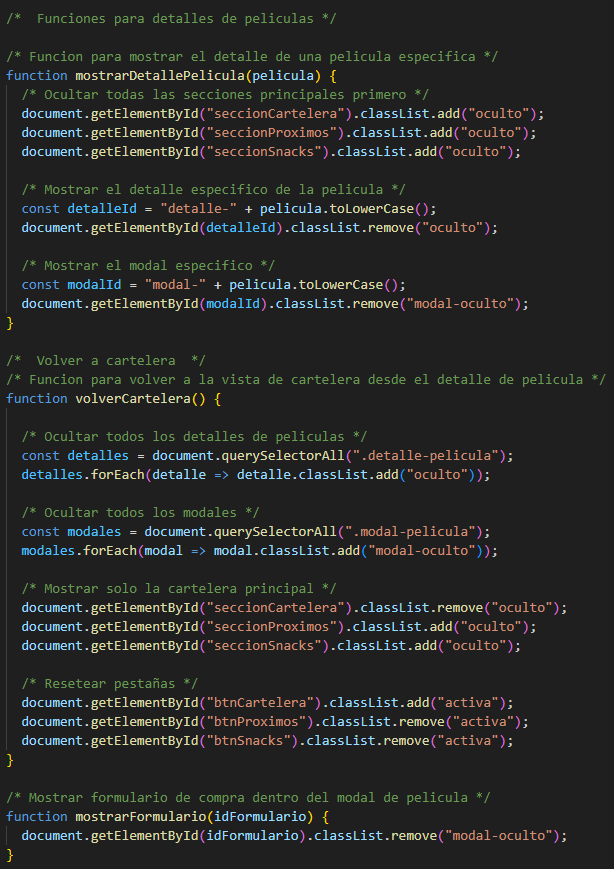 /*  Funciones para detalles de peliculas */
/* Funcion para mostrar el detalle de una pelicula especifica */
function mostrarDetallePelicula(pelicula) {
/* Ocultar todas las secciones principales primero */
document.getElementById("seccionCartelera").classList.add("oculto");
document.getElementById("seccionProximos").classList.add("oculto");
document.getElementById("seccionSnacks").classList.add("oculto");
/* Mostrar el detalle especifico de la pelicula */
const detalleId = "detalle-" + pelicula.toLowerCase();
document.getElementById(detalleId).classList.remove("oculto");
/* Mostrar el modal especifico */
const modalId = "modal-" + pelicula.toLowerCase();
document.getElementById(modalId).classList.remove("modal-oculto");
}
/*  Volver a cartelera  */
/* Funcion para volver a la vista de cartelera desde el detalle de pelicula */
function volverCartelera() {
/* Ocultar todos los detalles de peliculas */
const detalles = document.querySelectorAll(".detalle-pelicula");
detalles.forEach(detalle => detalle.classList.add("oculto"));
/* Ocultar todos los modales */
const modales = document.querySelectorAll(".modal-pelicula");
modales.forEach(modal => modal.classList.add("modal-oculto"));
/* Mostrar solo la cartelera principal */
document.getElementById("seccionCartelera").classList.remove("oculto");
document.getElementById("seccionProximos").classList.add("oculto");
document.getElementById("seccionSnacks").classList.add("oculto");
/* Resetear pestañas */
document.getElementById("btnCartelera").classList.add("activa");
document.getElementById("btnProximos").classList.remove("activa");
document.getElementById("btnSnacks").classList.remove("activa");
}
/* Mostrar formulario de compra dentro del modal de pelicula */
function mostrarFormulario(idFormulario) {
document.getElementById(idFormulario).classList.remove("modal-oculto");
}